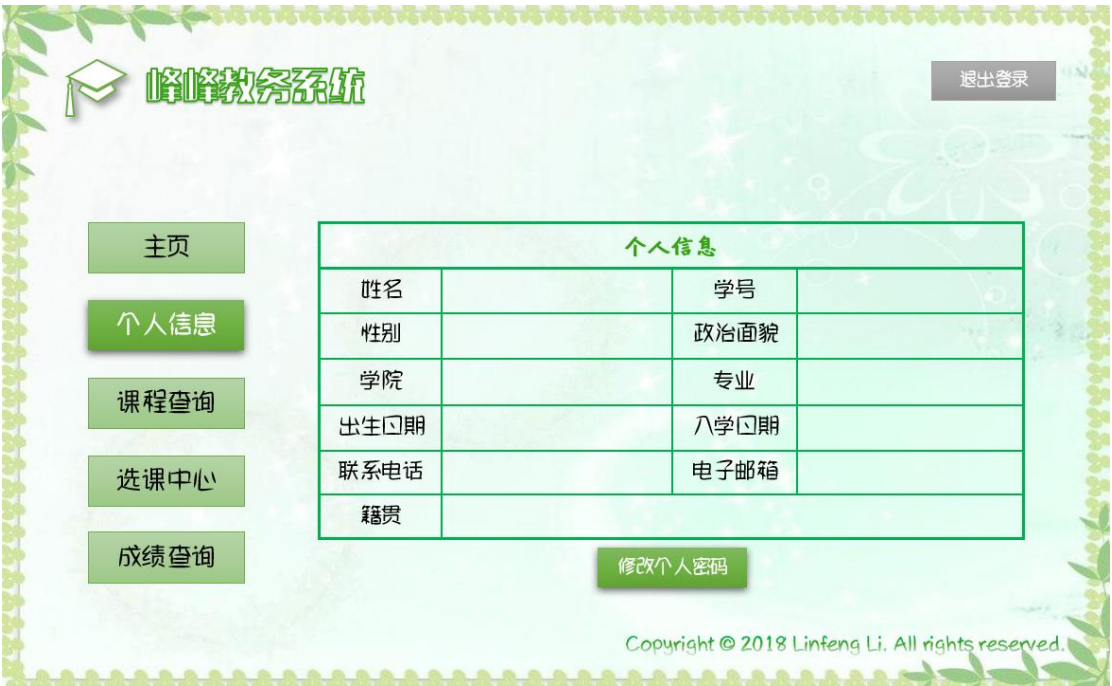 峰峰教务系统
退出登录
主页
个人信息
课程查询
选课中心
成绩查询
个人信息
姓名 学号
性别 政治面貌
学院 专业
出生日期 入学日期
联系电话 电子邮箱
籍贯
修改个人密码
Copyright © 2018 Linfeng Li. All rights reserved.